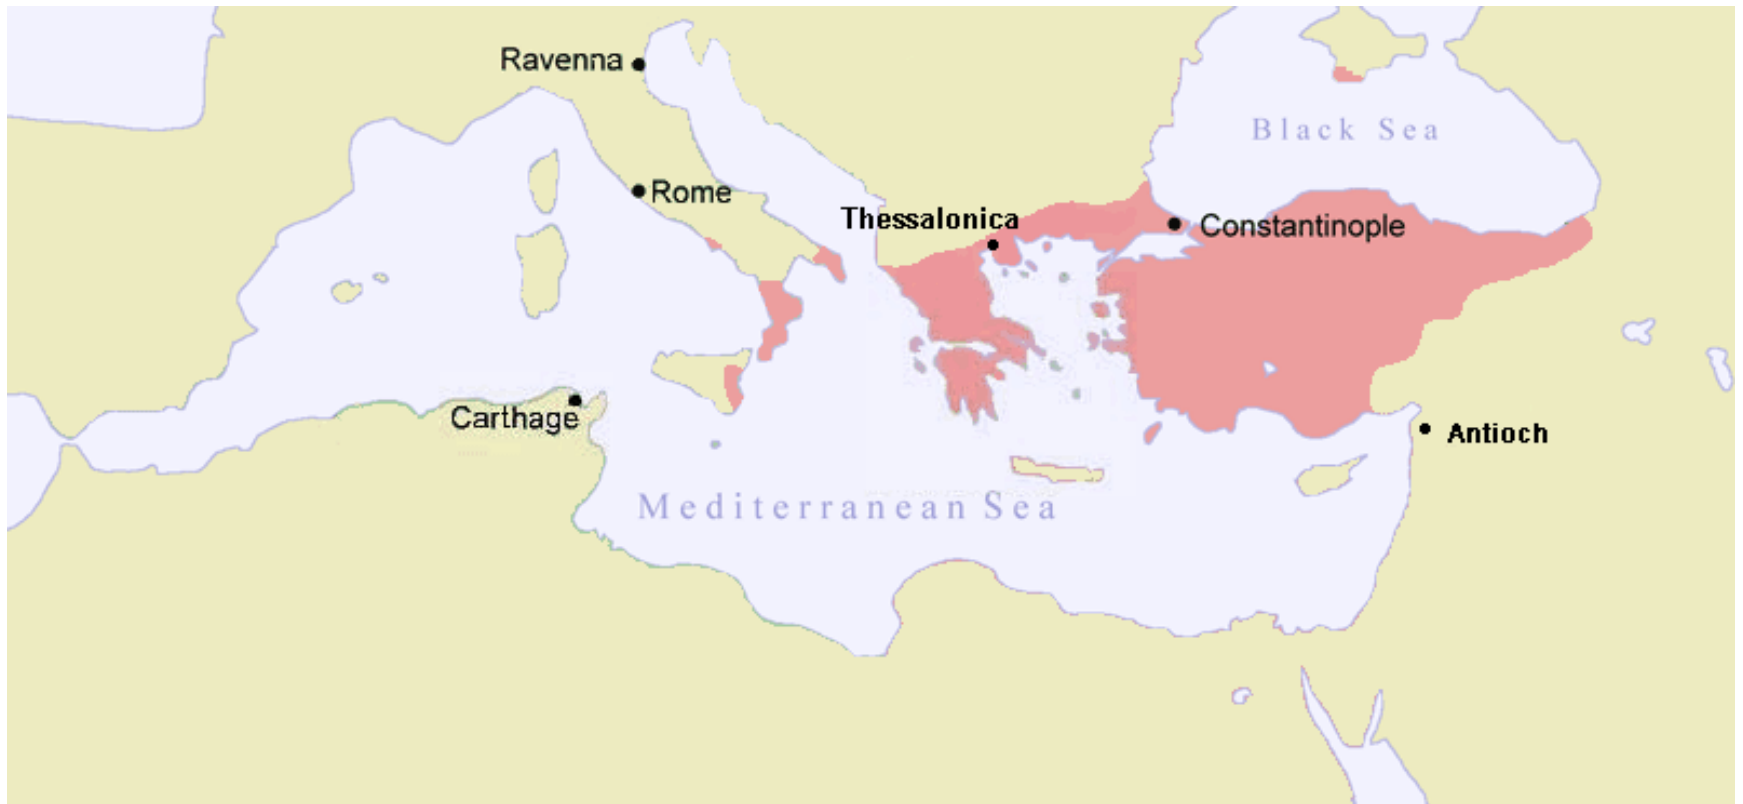 Ravenna
Black Sea
Rome
Thessalonica
Constantinople
Carthage
Antioch
Mediterranean Sea